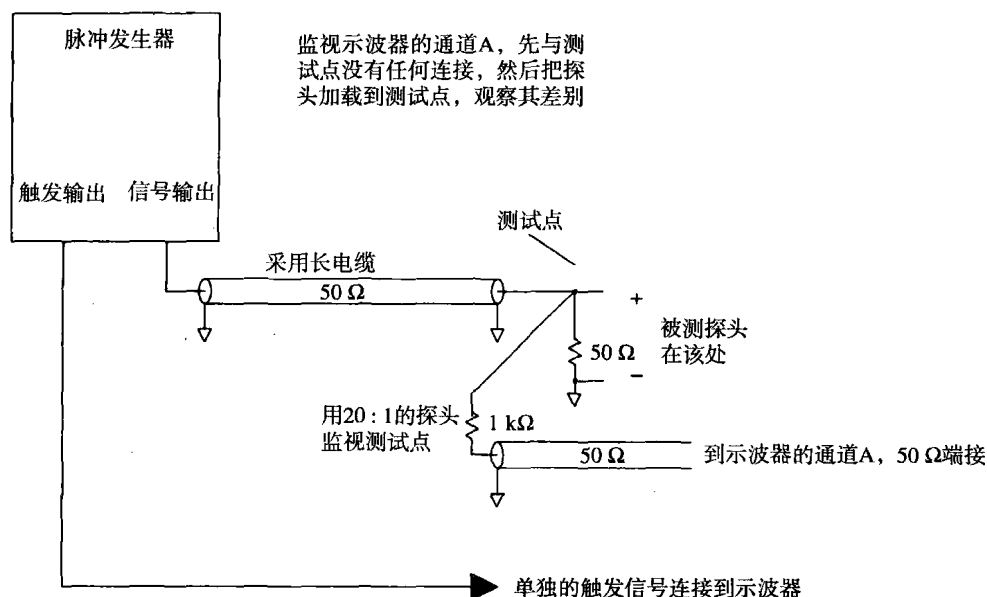 脉冲发生器
监视示波器的通道A，先与测
试点没有任何连接，然后把探
头加载到测试点，观察其差别
触发输出 信号输出
测试点
采用长电缆
50 Ω
+
50 Ω
被测探头
在该处
−
用20：1的探头
监视测试点
1 kΩ
50 Ω
到示波器的通道A，50 Ω端接
单独的触发信号连接到示波器